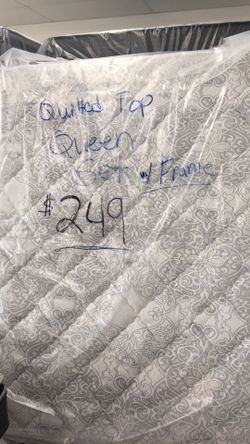 Quilted Top
Queen
Set w/ Frame
$249